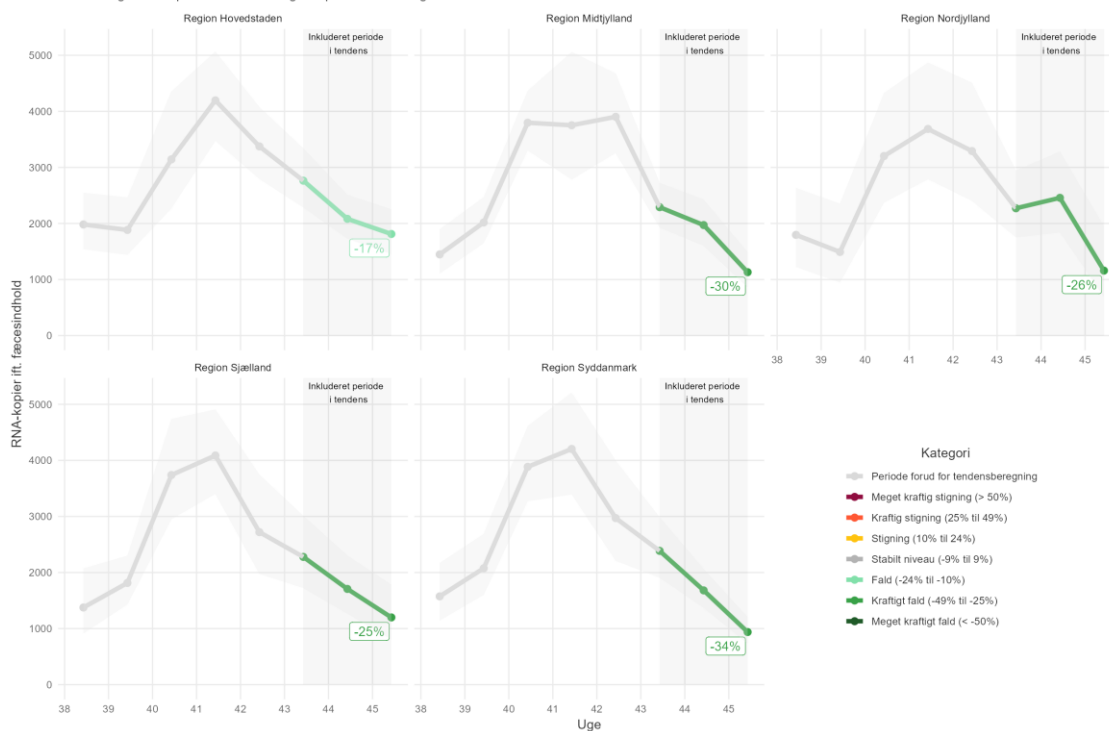 Region Hovedstaden
Region Midtjylland
Region Nordjylland
Inkluderet periode
i tendens
Inkluderet periode
i tendens
Inkluderet periode
i tendens
5000
4000
3000
2000
1000
0
-17%
-30%
-26%
38 39 40 41 42 43 44 45
Region Sjælland
Region Syddanmark
Inkluderet periode
i tendens
Inkluderet periode
i tendens
5000
4000
3000
2000
1000
0
-25%
-34%
38 39 40 41 42 43 44 45
38 39 40 41 42 43 44 45
RNA-kopier ift. fæcesindhold
Uge
Kategori
Periode forud for tendensberegning
Meget kraftig stigning (> 50%)
Kraftig stigning (25% til 49%)
Stigning (10% til 24%)
Stabilt niveau (-9% til 9%)
Fald (-24% til -10%)
Kraftigt fald (-49% til -25%)
Meget kraftigt fald (< -50%)